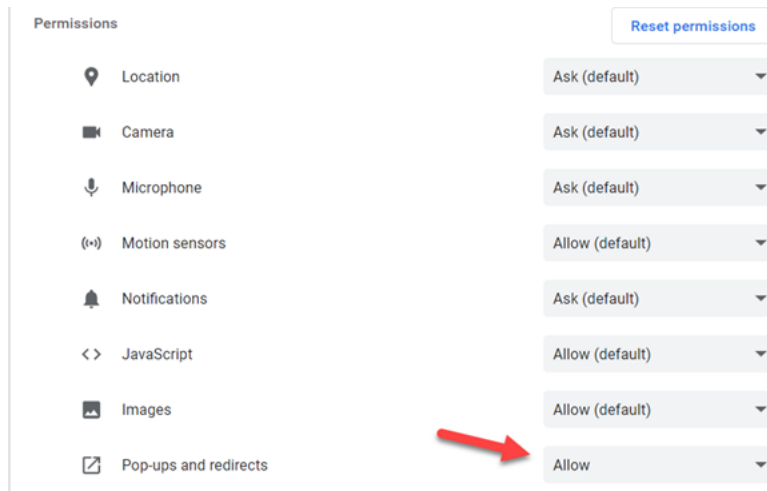 Permissions
Reset permissions
Location Ask (default)
Camera Ask (default)
Microphone Ask (default)
Motion sensors Allow (default)
Notifications Ask (default)
JavaScript Allow (default)
Images Allow (default)
Pop-ups and redirects Allow